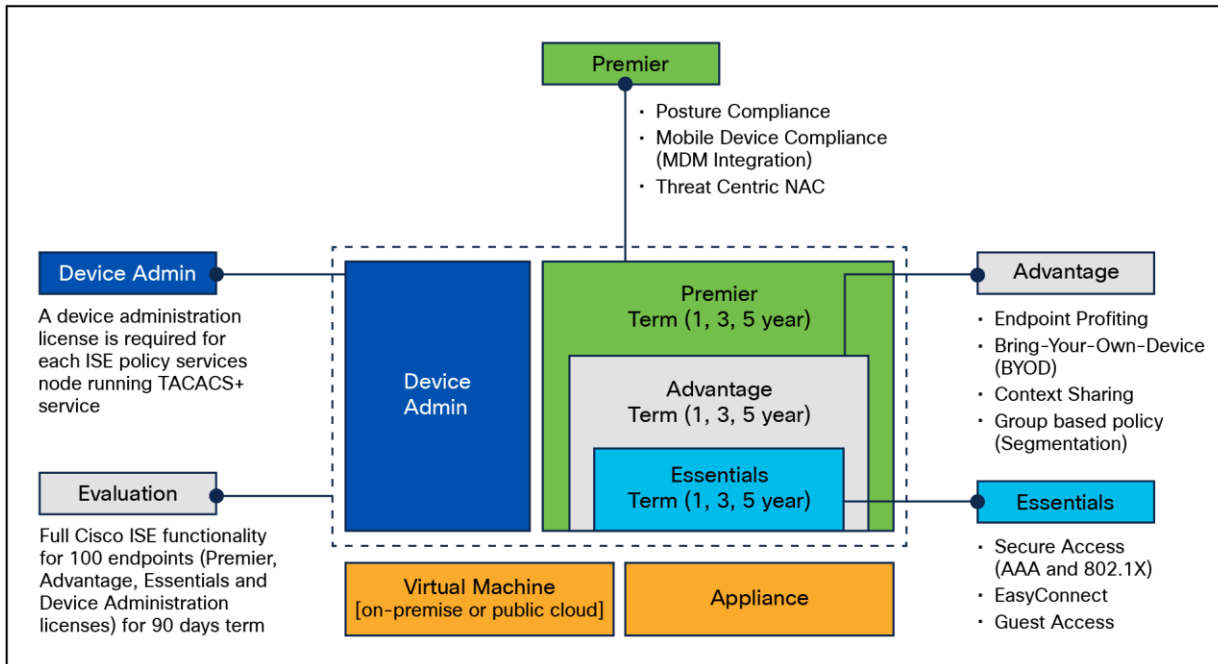 Premier
· Posture Compliance
· Mobile Device Compliance
(MDM Integration)
· Threat Centric NAC
Device Admin
A device administration
license is required for
each ISE policy services
node running TACACS+
service
Evaluation
Full Cisco ISE functionality
for 100 endpoints (Premier,
Advantage, Essentials and
Device Administration
licenses) for 90 days term
Device
Admin
Premier
Term (1, 3, 5 year)
Advantage
Term (1, 3, 5 year)
Essentials
Term (1, 3, 5 year)
Virtual Machine
[on-premise or public cloud]
Appliance
Advantage
· Endpoint Profiting
· Bring-Your-Own-Device
(BYOD)
· Context Sharing
· Group based policy
(Segmentation)
Essentials
· Secure Access
(AAA and 802.1X)
· EasyConnect
· Guest Access